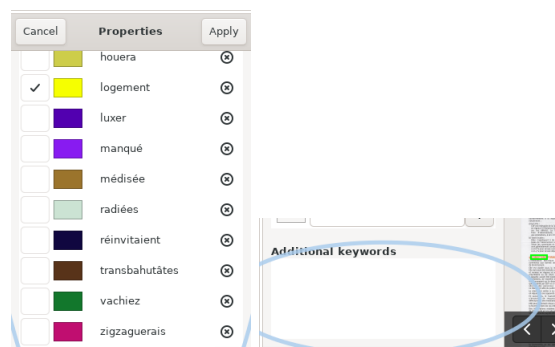 Cancel Properties Apply
houera
logement
luxer
manqué
médisée
radiées
réinvitaient
transbahutâtes
vachiez
zigzaguerais
Additional keywords